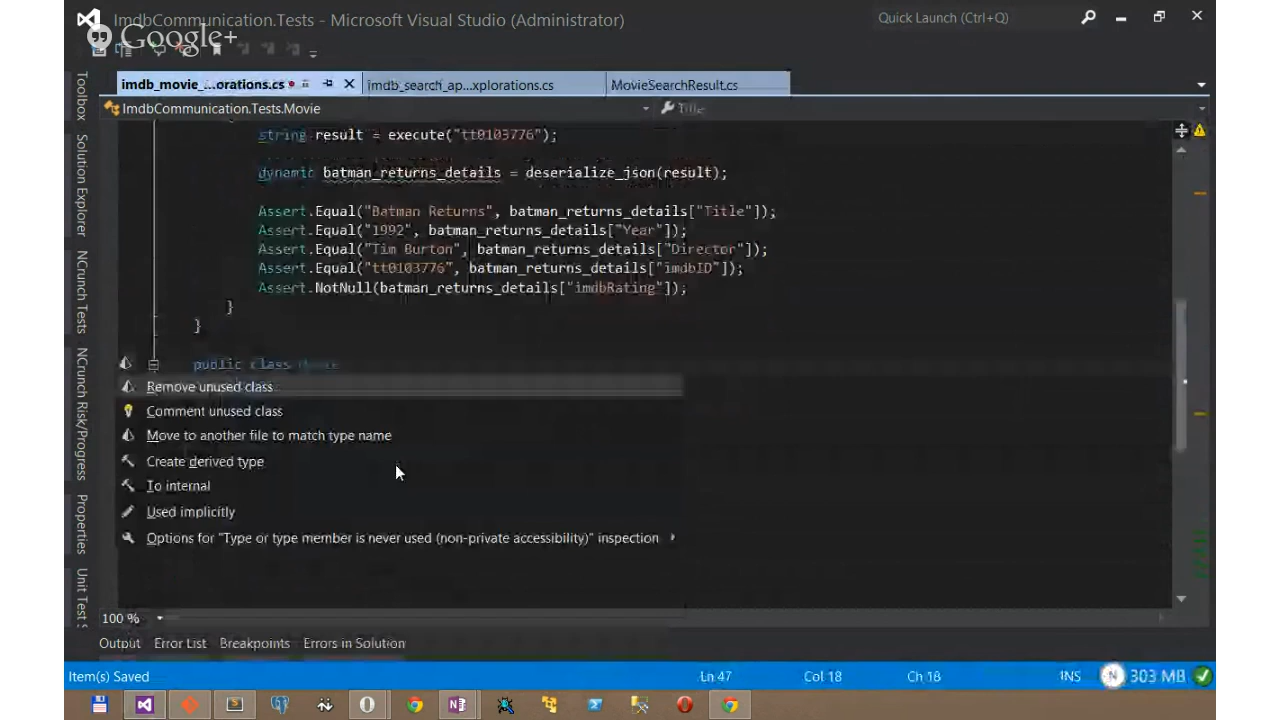 ImdbCommunication.Tests - Microsoft Visual Studio (Administrator)
Quick Launch (Ctrl+Q)
Google+
imdb_movie_...orations.cs
imdb_search_ap...xplorations.cs
MovieSearchResult.cs
ImdbCommunication.Tests.Movie
Title
string result = execute("tt0103776");
dynamic batman_returns_details = deserialize_json(result);
Assert.Equal("Batman Returns", batman_returns_details["Title"]);
Assert.Equal("1992", batman_returns_details["Year"]);
Assert.Equal("Tim Burton", batman_returns_details["Director"]);
Assert.Equal("tt0103776", batman_returns_details["imdbID"]);
Assert.NotNull(batman_returns_details["imdbRating"]);
}
}
public class Movie
Remove unused class
Comment unused class
Move to another file to match type name
Create derived type
To internal
Used implicitly
Options for "Type or type member is never used (non-private accessibility)" inspection
Toolbox
Solution Explorer
NCrunch Tests
NCrunch Risk/Progress
Properties
Unit Test S
100 %
Output
Error List
Breakpoints
Errors in Solution
Item(s) Saved
Ln 47
Col 18
Ch 18
INS
N
303 MB